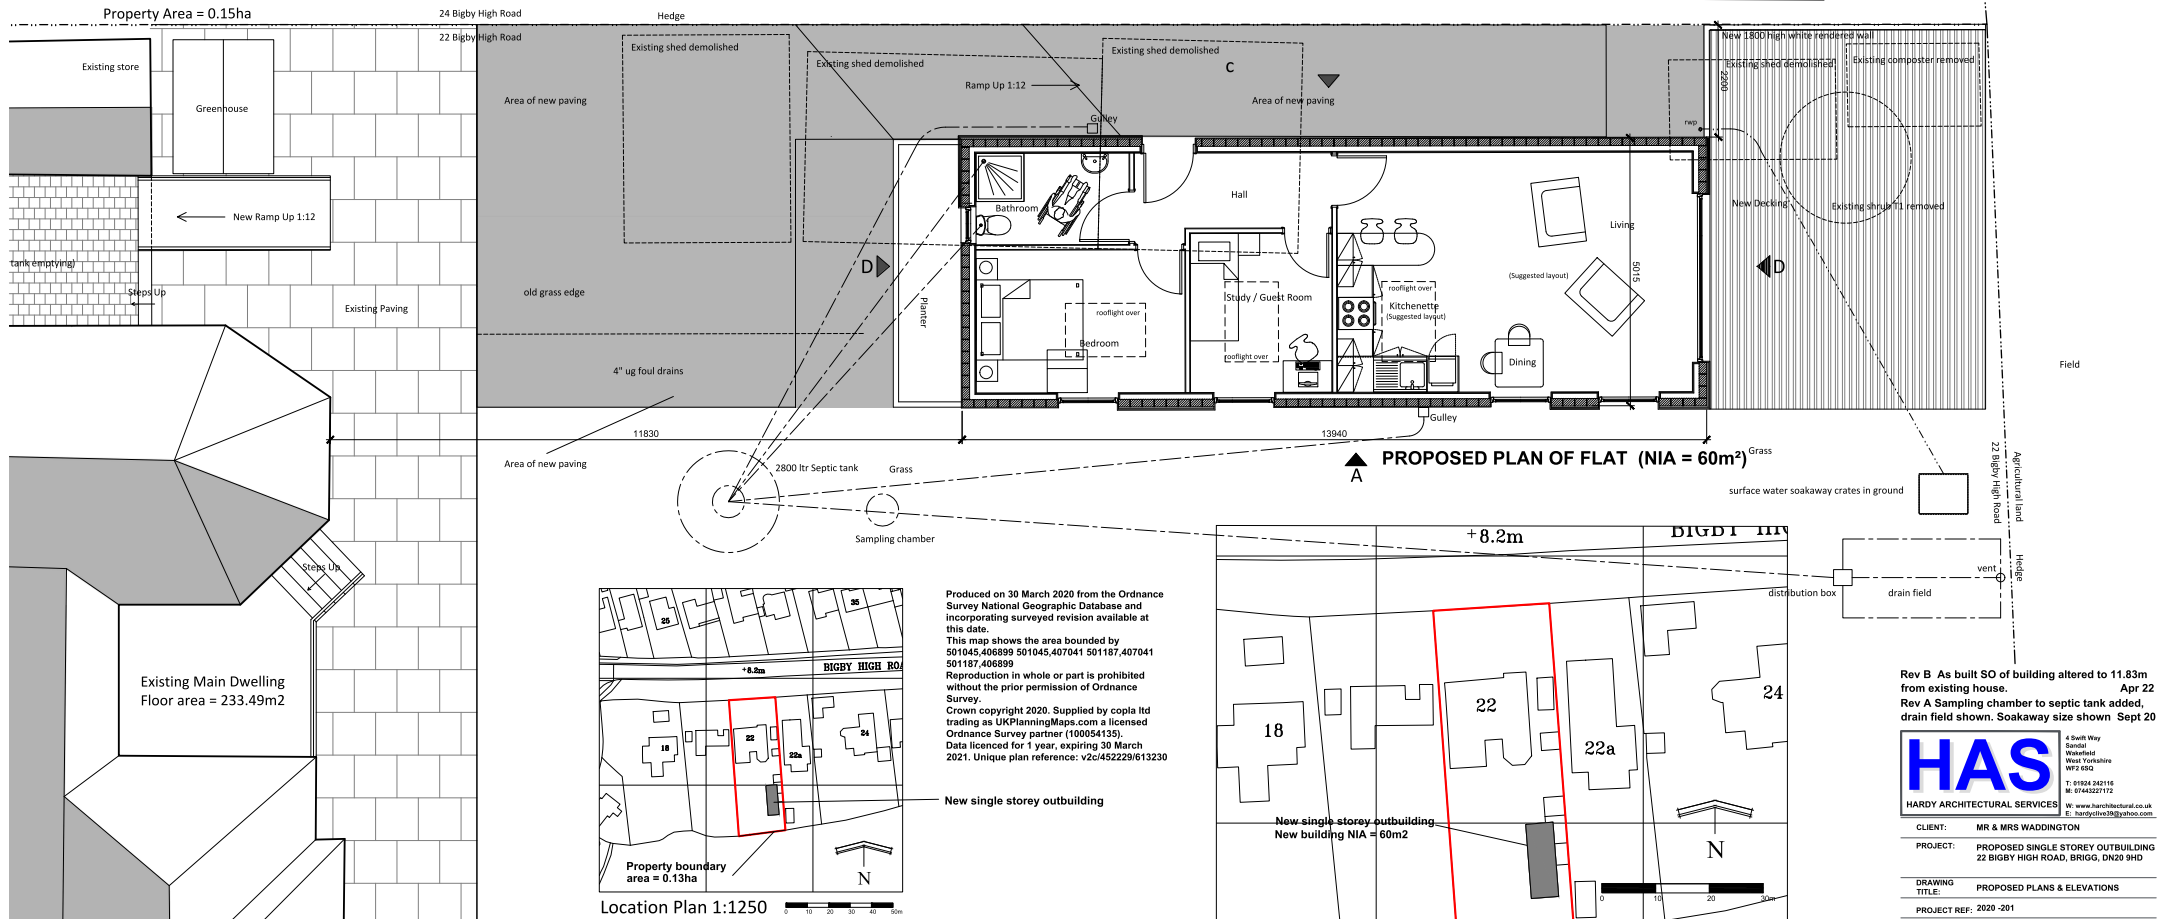 Property Area = 0.15ha
24 Bigby High Road
22 Bigby High Road
Hedge
Existing store
Greenhouse
New Ramp Up 1:12
tank emptying)
Steps Up
Existing Paving
Existing shed demolished
Existing shed demolished
Existing shed demolished
Area of new paving
Ramp Up 1:12
C
Area of new paving
Gulley
New 1800 high white rendered wall
Existing shed demolished
Existing composter removed
2200
rwp
Existing shrub T1 removed
New Decking
old grass edge
4" ug foul drains
Area of new paving
D
Planter
Bathroom
Hall
Living
(Suggested layout)
5015
D
rooflight over
Bedroom
Study / Guest Room
rooflight over
rooflight over
Kitchenette
(Suggested layout)
Dining
Gulley
Field
11830
13940
A
PROPOSED PLAN OF FLAT (NIA = 60m²)
Grass
2800 ltr Septic tank
Grass
Sampling chamber
surface water soakaway crates in ground
22 Bigby High Road
Agricultural land
Hedge
vent
distribution box
drain field
Steps Up
Existing Main Dwelling
Floor area = 233.49m2
25
35
+8.2m
BIGBY HIGH ROA
18
22
22a
24
Property boundary
area = 0.13ha
N
Location Plan 1:1250
0 10 20 30 40 50m
Produced on 30 March 2020 from the Ordnance
Survey National Geographic Database and
incorporating surveyed revision available at
this date.
This map shows the area bounded by
501045,406899 501045,407041 501187,407041
501187,406899
Reproduction in whole or part is prohibited
without the prior permission of Ordnance
Survey.
Crown copyright 2020. Supplied by copla ltd
trading as UKPlanningMaps.com a licensed
Ordnance Survey partner (100054135).
Data licenced for 1 year, expiring 30 March
2021. Unique plan reference: v2c/452229/613230
New single storey outbuilding
+8.2m
BIGBY HIG
18
22
22a
24
New single storey outbuilding
New building NIA = 60m2
N
0 10 20 30m
Rev B As built SO of building altered to 11.83m
from existing house. Apr 22
Rev A Sampling chamber to septic tank added,
drain field shown. Soakaway size shown Sept 20
HAS
HARDY ARCHITECTURAL SERVICES
4 Swift Way
Sandal
Wakefield
West Yorkshire
WF2 6SQ
T: 01924 242116
M: 07443227172
W: www.harchitectural.co.uk
E: hardyclive39@yahoo.com
CLIENT: MR & MRS WADDINGTON
PROJECT: PROPOSED SINGLE STOREY OUTBUILDING
22 BIGBY HIGH ROAD, BRIGG, DN20 9HD
DRAWING
TITLE: PROPOSED PLANS & ELEVATIONS
PROJECT REF: 2020 -201